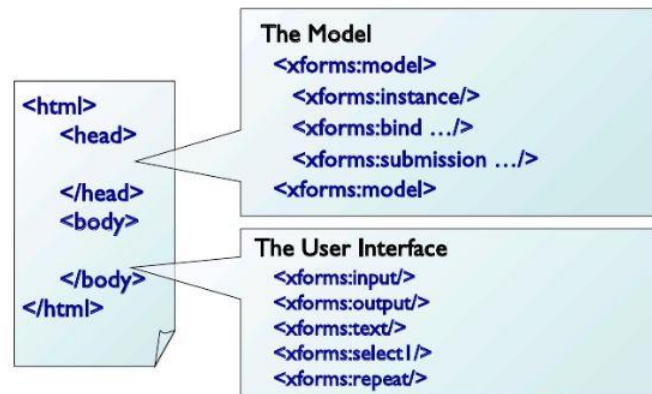 <html>
<head>
</head>
<body>
</body>
</html>
The Model
<xforms:model>
<xforms:instance/>
<xforms:bind .../>
<xforms:submission .../>
<xforms:model>
The User Interface
<xforms:input/>
<xforms:output/>
<xforms:text/>
<xforms:select1/>
<xforms:repeat/>